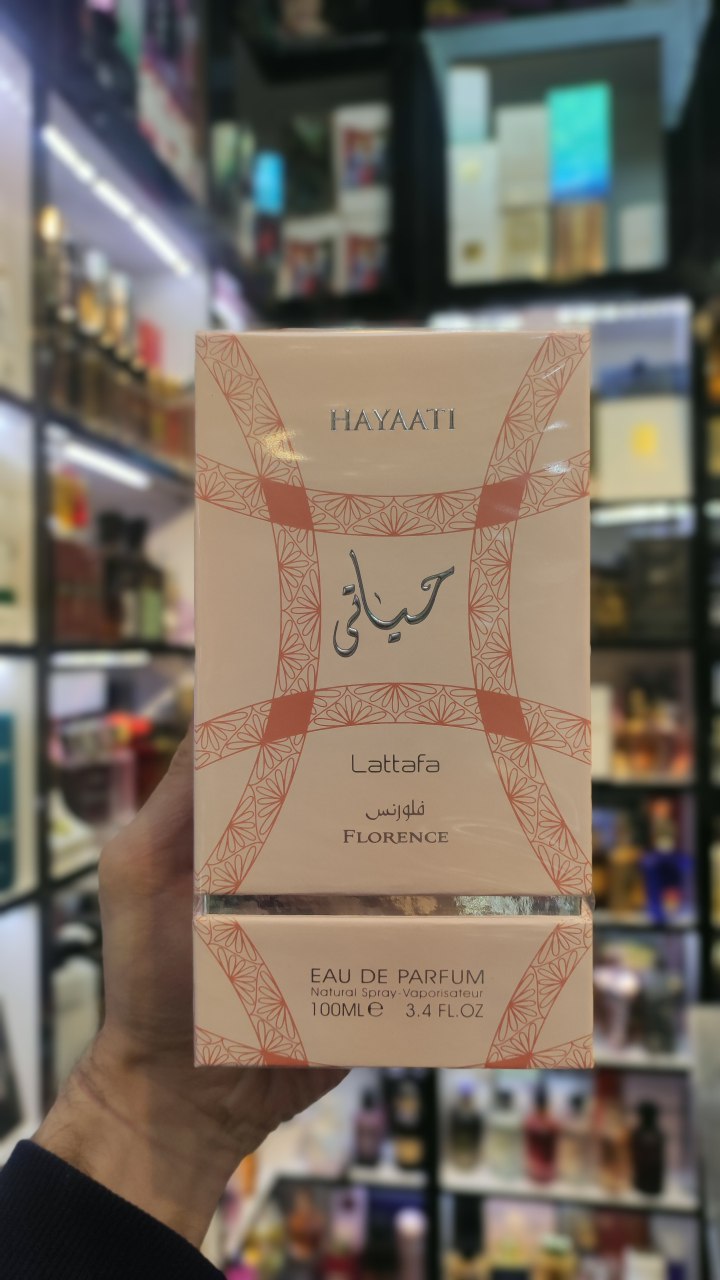 HAYAATI
حياتي
Lattafa
فلورنس
FLORENCE
EAU DE PARFUM
Natural Spray-Vaporisateur
100ML℮ 3.4 FL.OZ